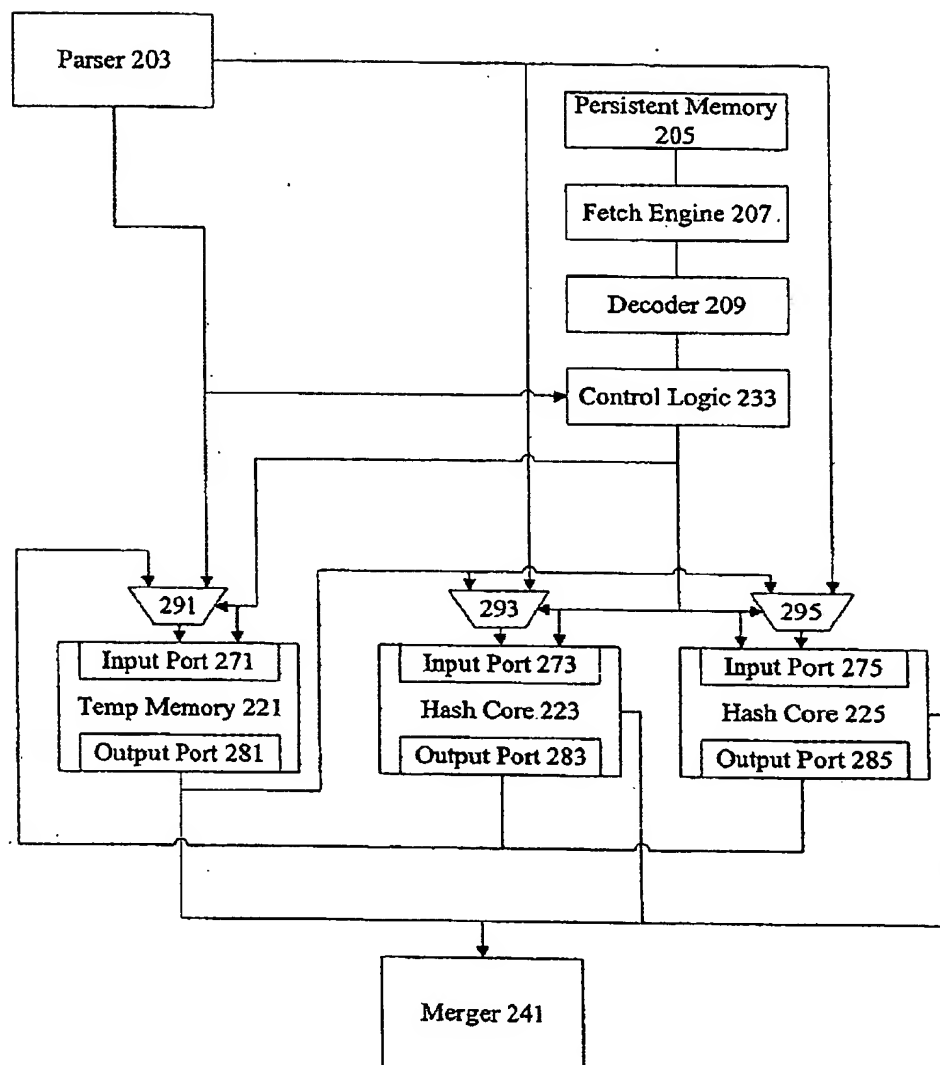 Parser 203
Persistent Memory
205
Fetch Engine 207
Decoder 209
Control Logic 233
291
293
295
Input Port 271
Temp Memory 221
Output Port 281
Input Port 273
Hash Core 223
Output Port 283
Input Port 275
Hash Core 225
Output Port 285
Merger 241